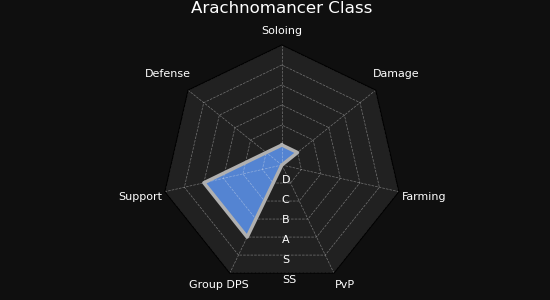 Arachnomancer Class
Soloing
Defense
Damage
Support
Farming
D
C
B
A
S
SS
Group DPS
PvP